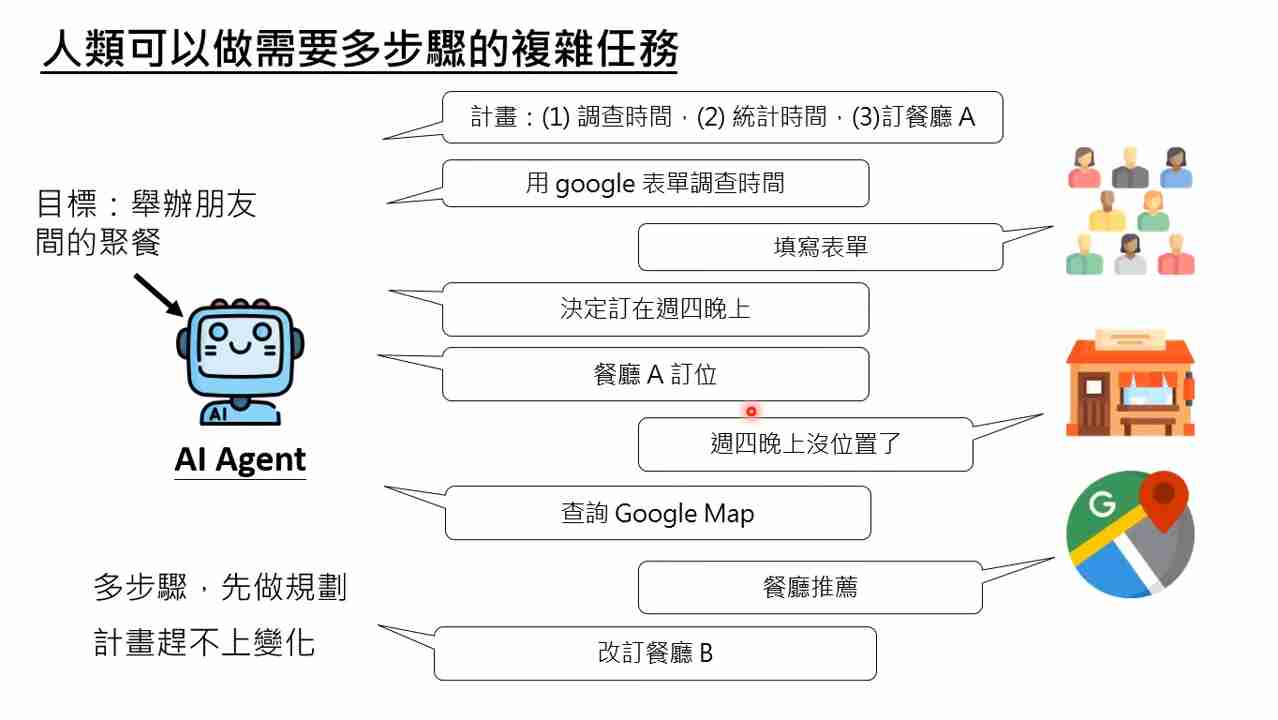 人類可以做需要多步驟的複雜任務
計畫：(1) 調查時間，(2) 統計時間，(3)訂餐廳 A
用 google 表單調查時間
目標：舉辦朋友
間的聚餐
填寫表單
決定訂在週四晚上
餐廳 A 訂位
AI
週四晚上沒位置了
AI Agent
G
查詢 Google Map
多步驟，先做規劃
餐廳推薦
計畫趕不上變化
改訂餐廳 B